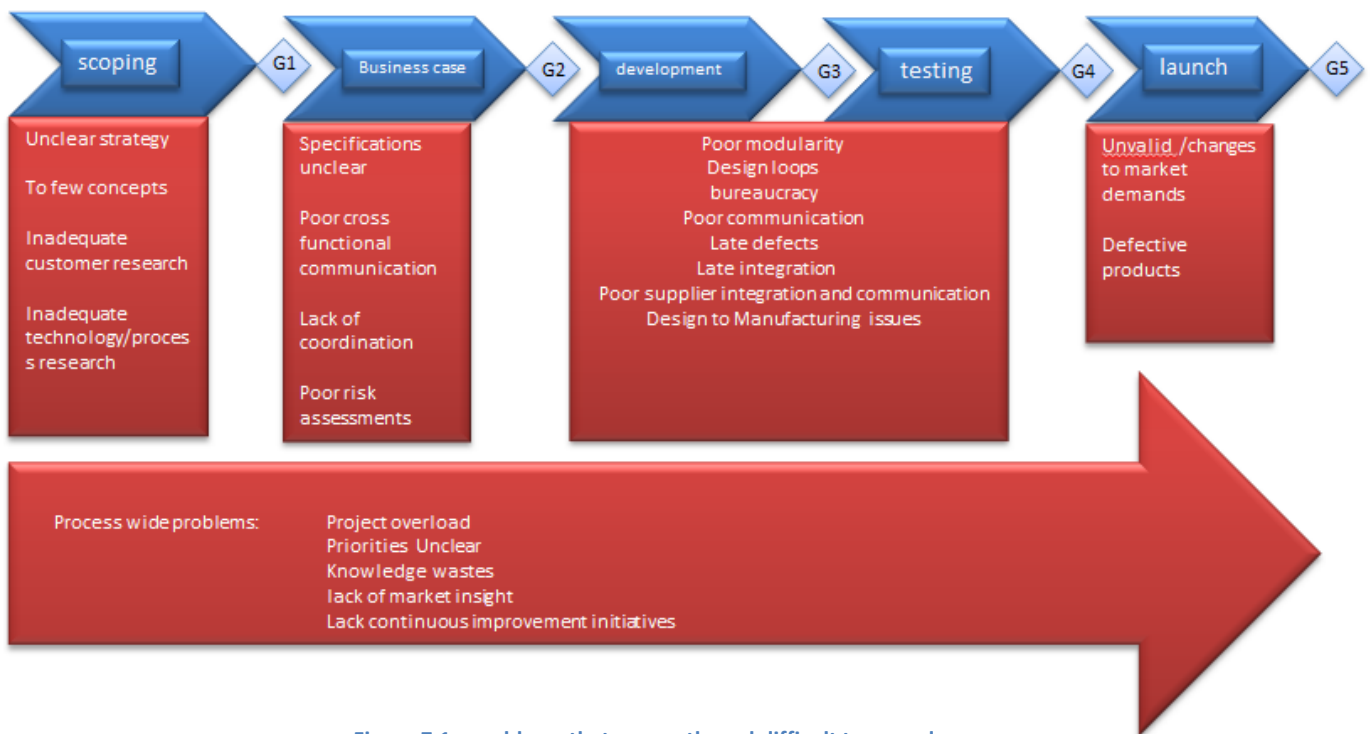 scoping
G1
Business case
G2
development
G3
testing
G4
launch
G5
Unclear strategy
To few concepts
Inadequate
customer research
Inadequate
technology/proces
s research
Specifications
unclear
Poor cross
functional
communication
Lack of
coordination
Poor risk
assessments
Poor modularity
Design loops
bureaucracy
Poor communication
Late defects
Late integration
Poor supplier integration and communication
Design to Manufacturing issues
Unvalid /changes
to market
demands
Defective
products
Process wide problems:
Project overload
Priorities Unclear
Knowledge wastes
lack of market insight
Lack continuous improvement initiatives